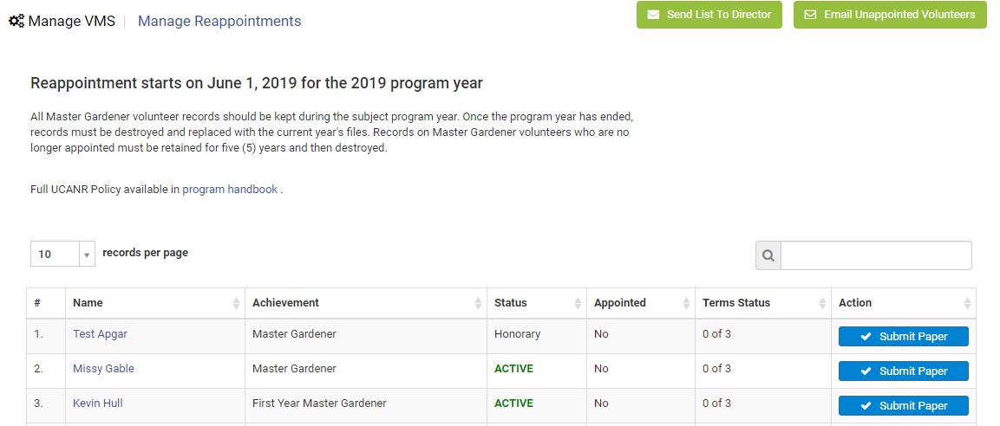 Manage VMS Manage Reappointments Send List To Director Email Unappointed Volunteers
Reappointment starts on June 1, 2019 for the 2019 program year
All Master Gardener volunteer records should be kept during the subject program year. Once the program year has ended,
records must be destroyed and replaced with the current year's files. Records on Master Gardener volunteers who are no
longer appointed must be retained for five (5) years and then destroyed.
Full UCANR Policy available in program handbook .
10 records per page
# Name Achievement Status Appointed Terms Status Action
1. Test Apgar Master Gardener Honorary No 0 of 3 Submit Paper
2. Missy Gable Master Gardener ACTIVE No 0 of 3 Submit Paper
3. Kevin Hull First Year Master Gardener ACTIVE No 0 of 3 Submit Paper